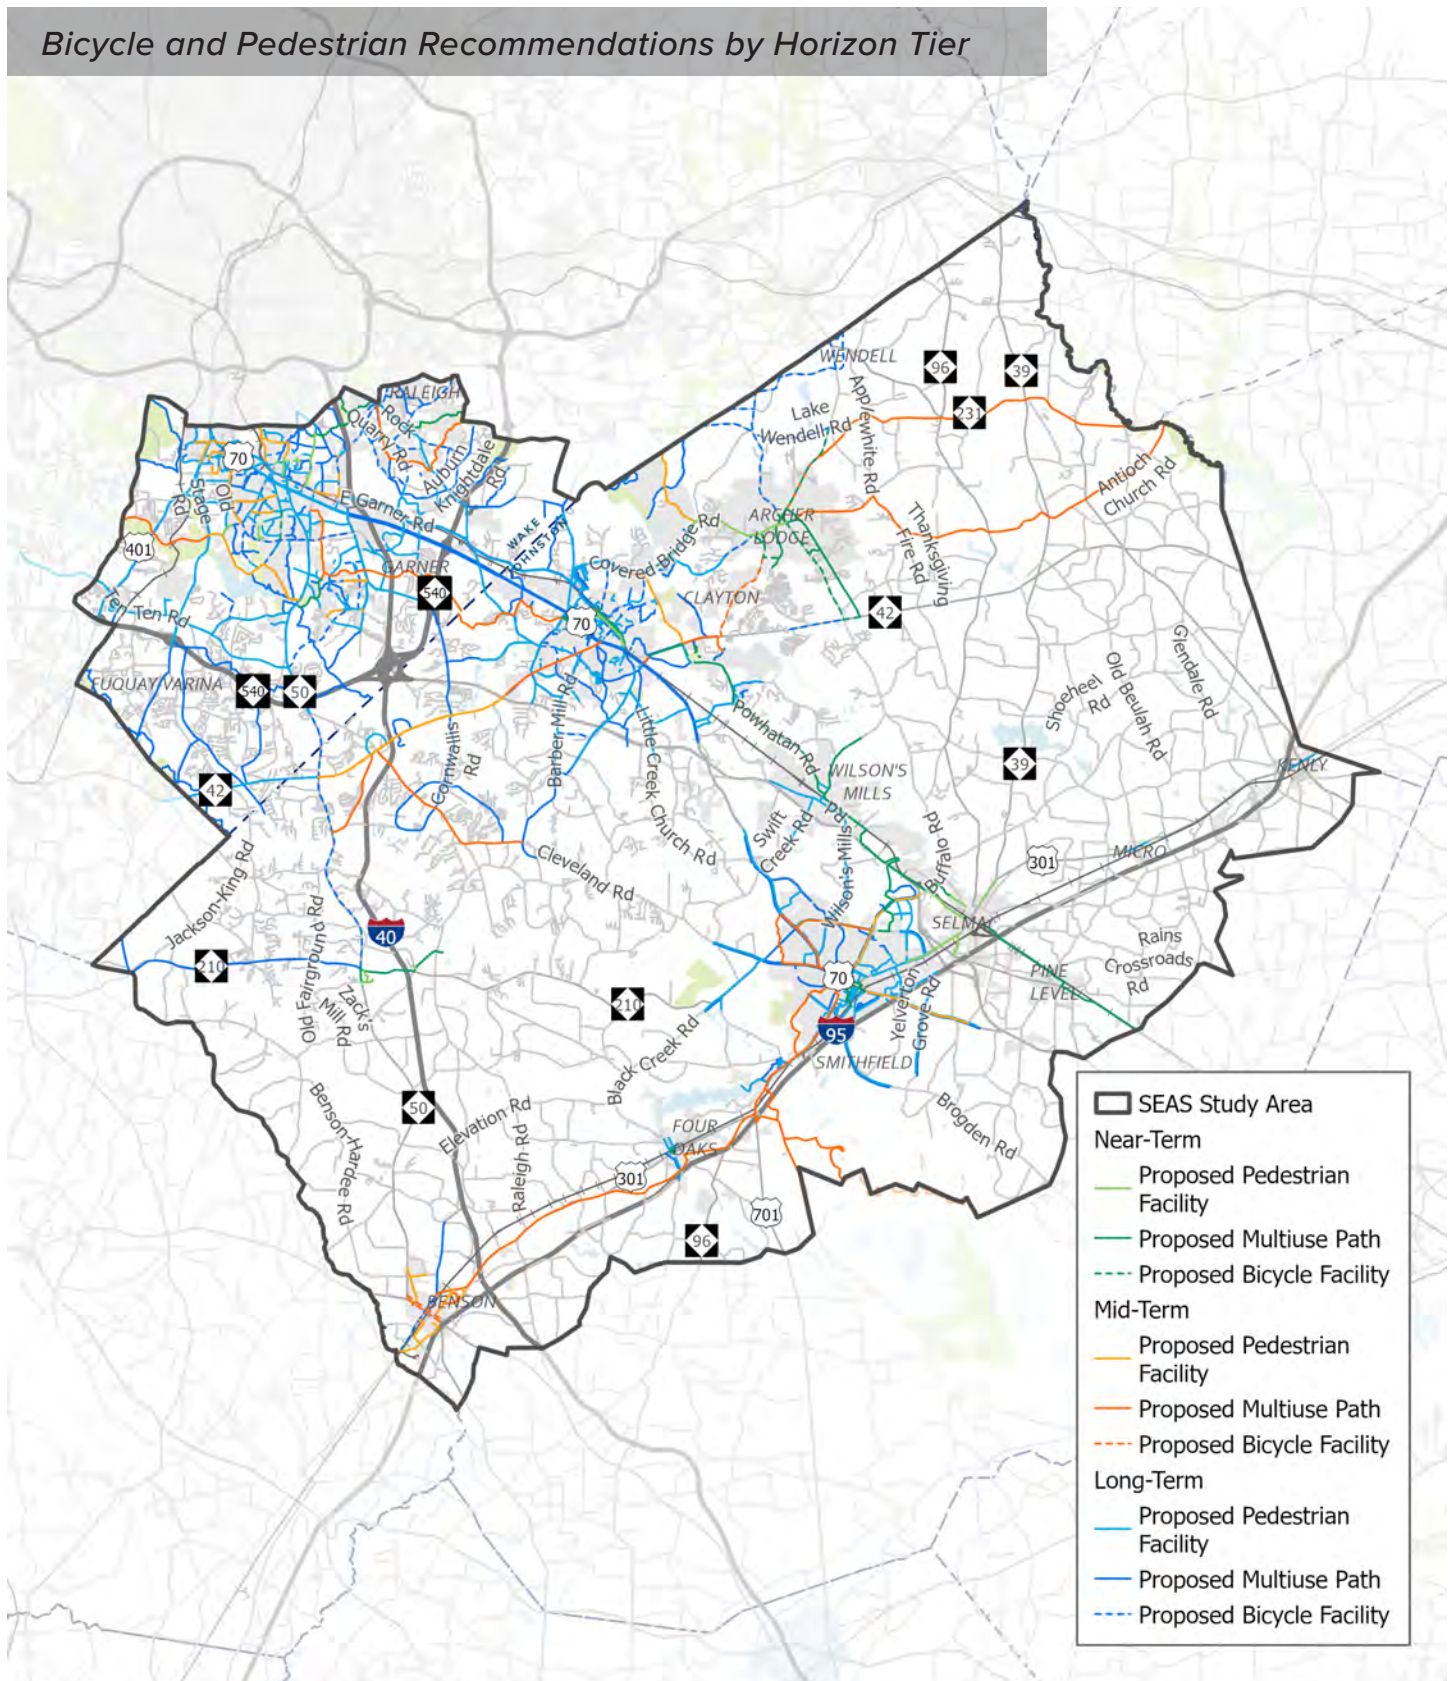 Bicycle and Pedestrian Recommendations by Horizon Tier
WENDELL
96
39
231
Lake
Wendell Rd
Applewhite Rd
RALEIGH
Rock
Quarry Rd
Auburn
Knightdale
Rd
70
Old
Stage
Rd
E Garner Rd
WAKE
JOHNSTON
Antioch
Church Rd
ARCHER
LODGE
Covered Bridge Rd
Thanksgiving
Fire Rd
401
GARNER
540
CLAYTON
42
70
Ten Ten Rd
FUQUAY VARINA
540
50
Glendale Rd
Old Beulah Rd
Shoeheel
Rd
Powhatan Rd
Little Creek Church Rd
Barber Mill Rd
Cornwallis
Rd
42
39
KENLY
WILSON'S
MILLS
Swift
Creek Rd
Wilson's Mills
Rd
Buffalo Rd
301
MICRO
Cleveland Rd
Jackson-King Rd
40
SELMA
210
Old Fairground Rd
Zack's
Mill Rd
70
Rains
Crossroads
Rd
PINE
LEVEL
210
Yelverton
Grove Rd
95
SMITHFIELD
Black Creek Rd
50
Benson-Hardee Rd
Elevation Rd
Raleigh Rd
FOUR
OAKS
Brogden Rd
301
701
96
BENSON
SEAS Study Area
Near-Term
Proposed Pedestrian
Facility
Proposed Multiuse Path
Proposed Bicycle Facility
Mid-Term
Proposed Pedestrian
Facility
Proposed Multiuse Path
Proposed Bicycle Facility
Long-Term
Proposed Pedestrian
Facility
Proposed Multiuse Path
Proposed Bicycle Facility